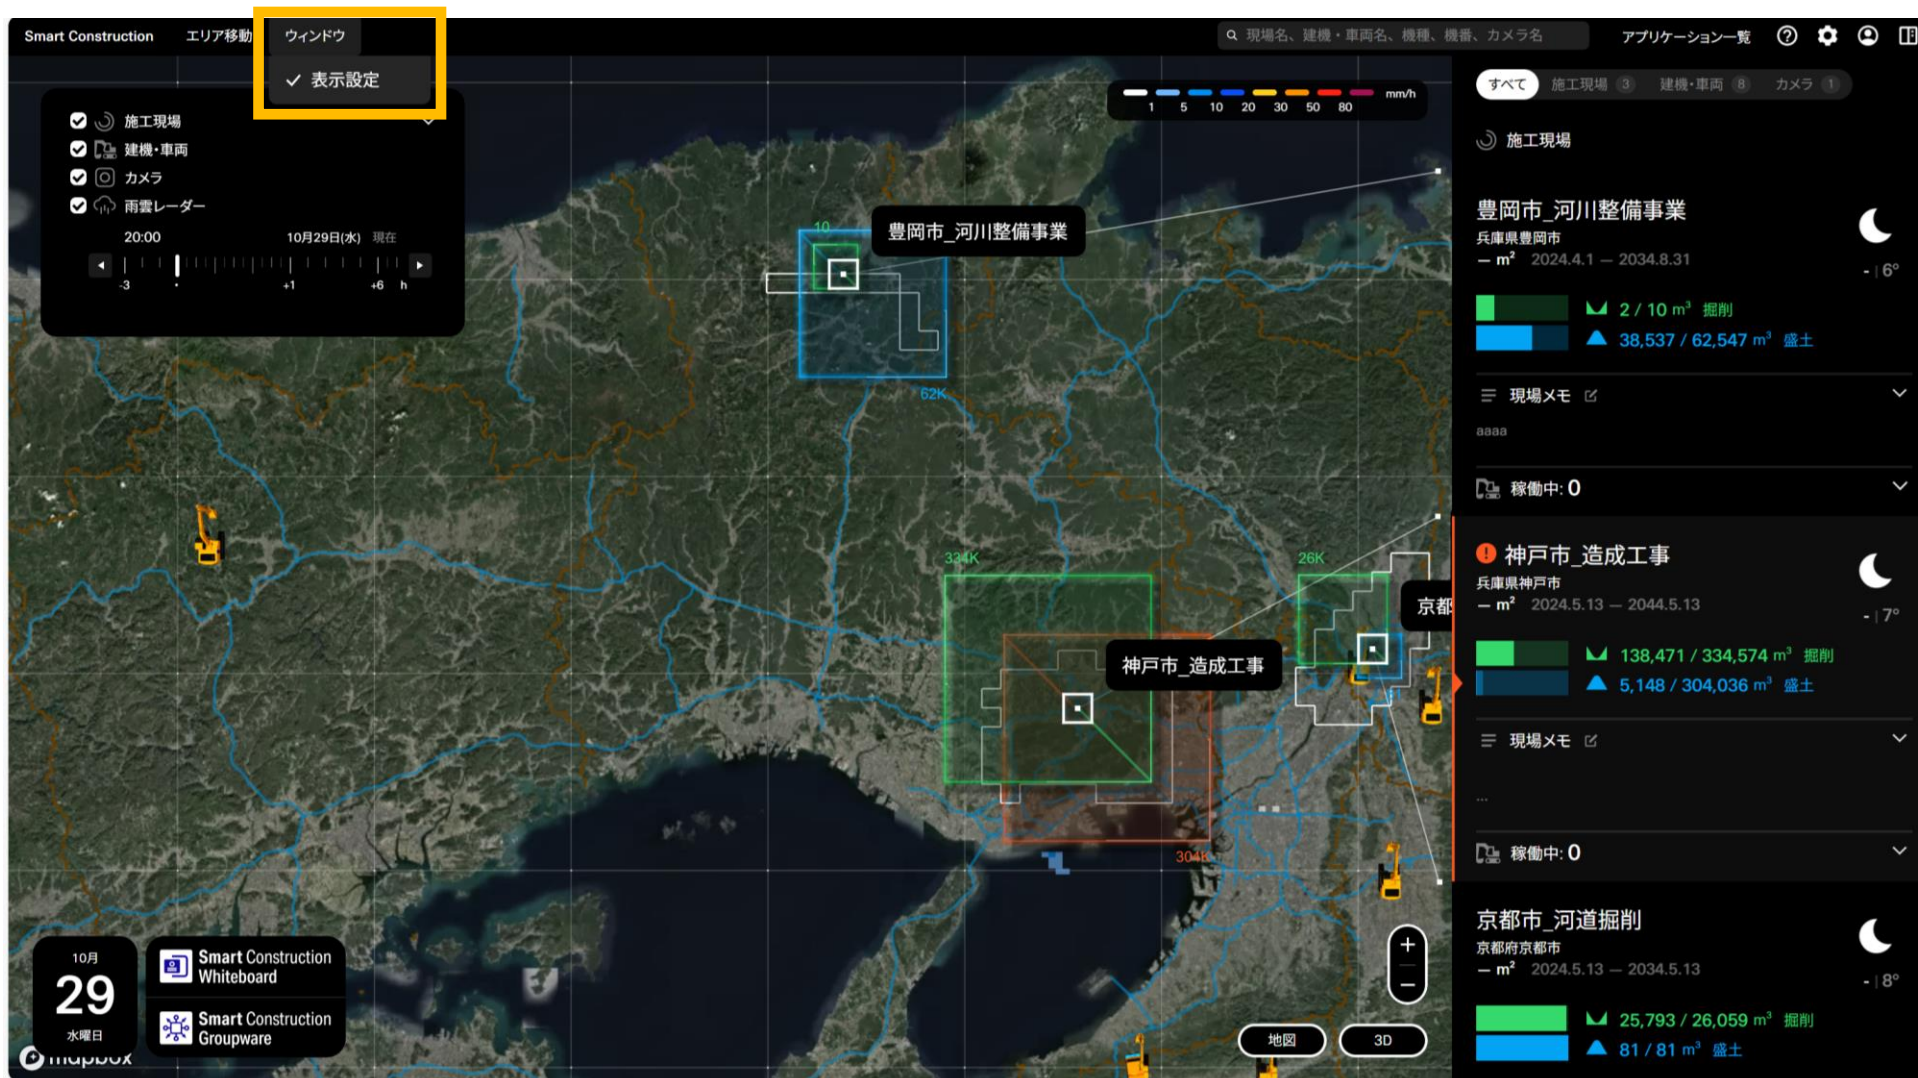 Smart Construction
エリア移動
ウィンドウ
現場名、建機・車両名、機種、機番、カメラ名
アプリケーション一覧
表示設定
施工現場
建機・車両
カメラ
雨雲レーダー
20:00 10月29日(水) 現在
-3 +1 +6 h
mm/h
1 5 10 20 30 50 80
10
豊岡市_河川整備事業
62K
334K
26K
京都
神戸市_造成工事
81
304K
10月
29
水曜日
Smart Construction
Whiteboard
Smart Construction
Groupware
mapbox
+
−
地図
3D
すべて 施工現場 3 建機・車両 8 カメラ 1
施工現場
豊岡市_河川整備事業
兵庫県豊岡市
— m² 2024.4.1 — 2034.8.31
- | 6°
2 / 10 m³ 掘削
38,537 / 62,547 m³ 盛土
現場メモ
aaaa
稼働中: 0
神戸市_造成工事
兵庫県神戸市
— m² 2024.5.13 — 2044.5.13
- | 7°
138,471 / 334,574 m³ 掘削
5,148 / 304,036 m³ 盛土
現場メモ
...
稼働中: 0
京都市_河道掘削
京都府京都市
— m² 2024.5.13 — 2034.5.13
- | 8°
25,793 / 26,059 m³ 掘削
81 / 81 m³ 盛土